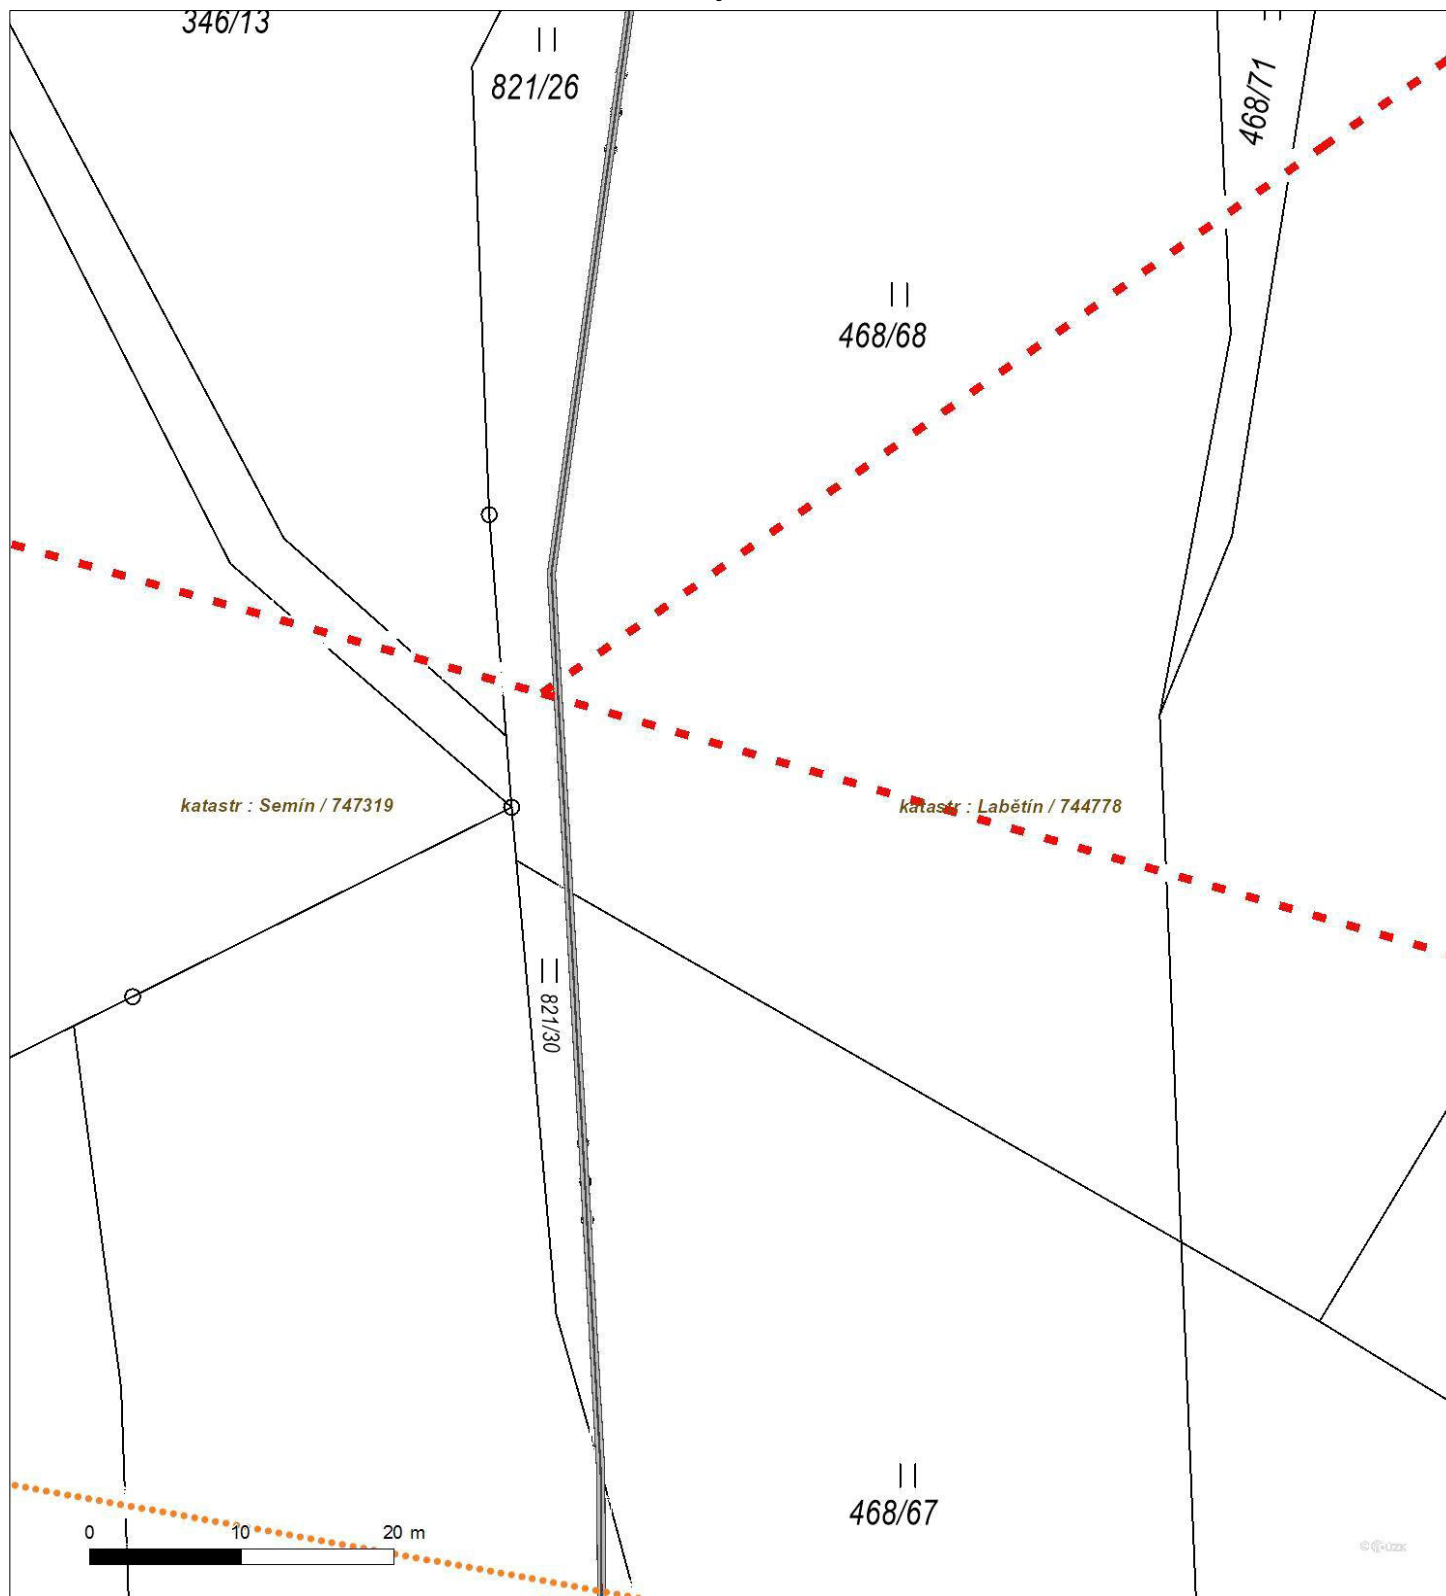 346/13
821/26
468/71
468/68
katastr : Semín / 747319
katastr : Labětín / 744778
821/30
468/67
0 10 20 m
© ČÚZK